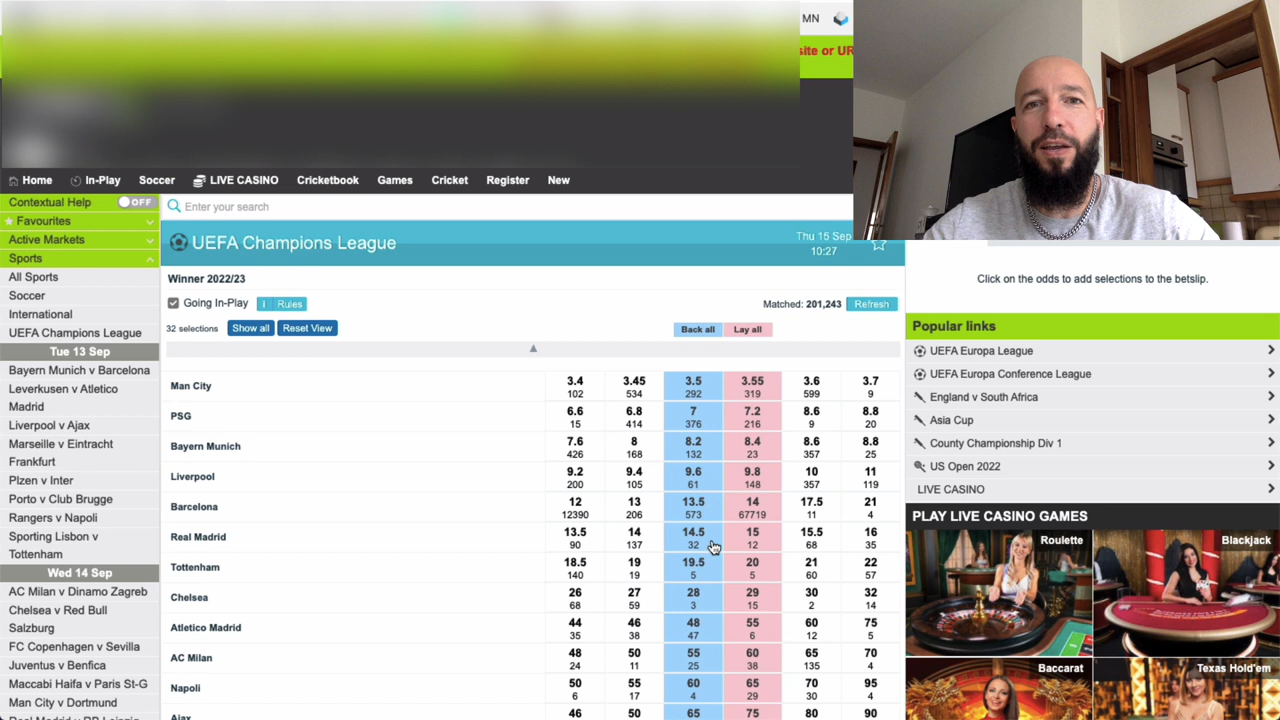 MN
site or UR
Home In-Play Soccer LIVE CASINO Cricketbook Games Cricket Register New
Contextual Help OFF
Favourites
Active Markets
Sports
All Sports
Soccer
International
UEFA Champions League
Tue 13 Sep
Bayern Munich v Barcelona
Leverkusen v Atletico
Madrid
Liverpool v Ajax
Marseille v Eintracht
Frankfurt
Plzen v Inter
Porto v Club Brugge
Rangers v Napoli
Sporting Lisbon v
Tottenham
Wed 14 Sep
AC Milan v Dinamo Zagreb
Chelsea v Red Bull
Salzburg
FC Copenhagen v Sevilla
Juventus v Benfica
Maccabi Haifa v Paris St-G
Man City v Dortmund
Real Madrid v RB Leipzig
Enter your search
UEFA Champions League
Thu 15 Sep
10:27
Winner 2022/23
Going In-Play i Rules
Matched: 201,243 Refresh
32 selections Show all Reset View
Back all Lay all
Man City 3.4 3.45 3.5 3.55 3.6 3.7
102 534 292 319 599 9
PSG 6.6 6.8 7 7.2 8.6 8.8
15 414 376 216 9 20
Bayern Munich 7.6 8 8.2 8.4 8.6 8.8
426 168 132 23 357 25
Liverpool 9.2 9.4 9.6 9.8 10 11
200 105 61 148 357 119
Barcelona 12 13 13.5 14 17.5 21
12390 206 573 67719 11 4
Real Madrid 13.5 14 14.5 15 15.5 16
90 137 32 12 68 35
Tottenham 18.5 19 19.5 20 21 22
140 19 5 5 60 57
Chelsea 26 27 28 29 30 32
68 59 3 15 2 14
Atletico Madrid 44 46 48 55 60 75
35 38 47 6 12 5
AC Milan 48 50 55 60 65 70
24 11 25 38 135 4
Napoli 50 55 60 65 70 95
6 17 4 29 30 4
Ajax 46 50 65 75 80 90
Click on the odds to add selections to the betslip.
Popular links
UEFA Europa League
UEFA Europa Conference League
England v South Africa
Asia Cup
County Championship Div 1
US Open 2022
LIVE CASINO
PLAY LIVE CASINO GAMES
Roulette
Blackjack
Baccarat
Texas Hold'em